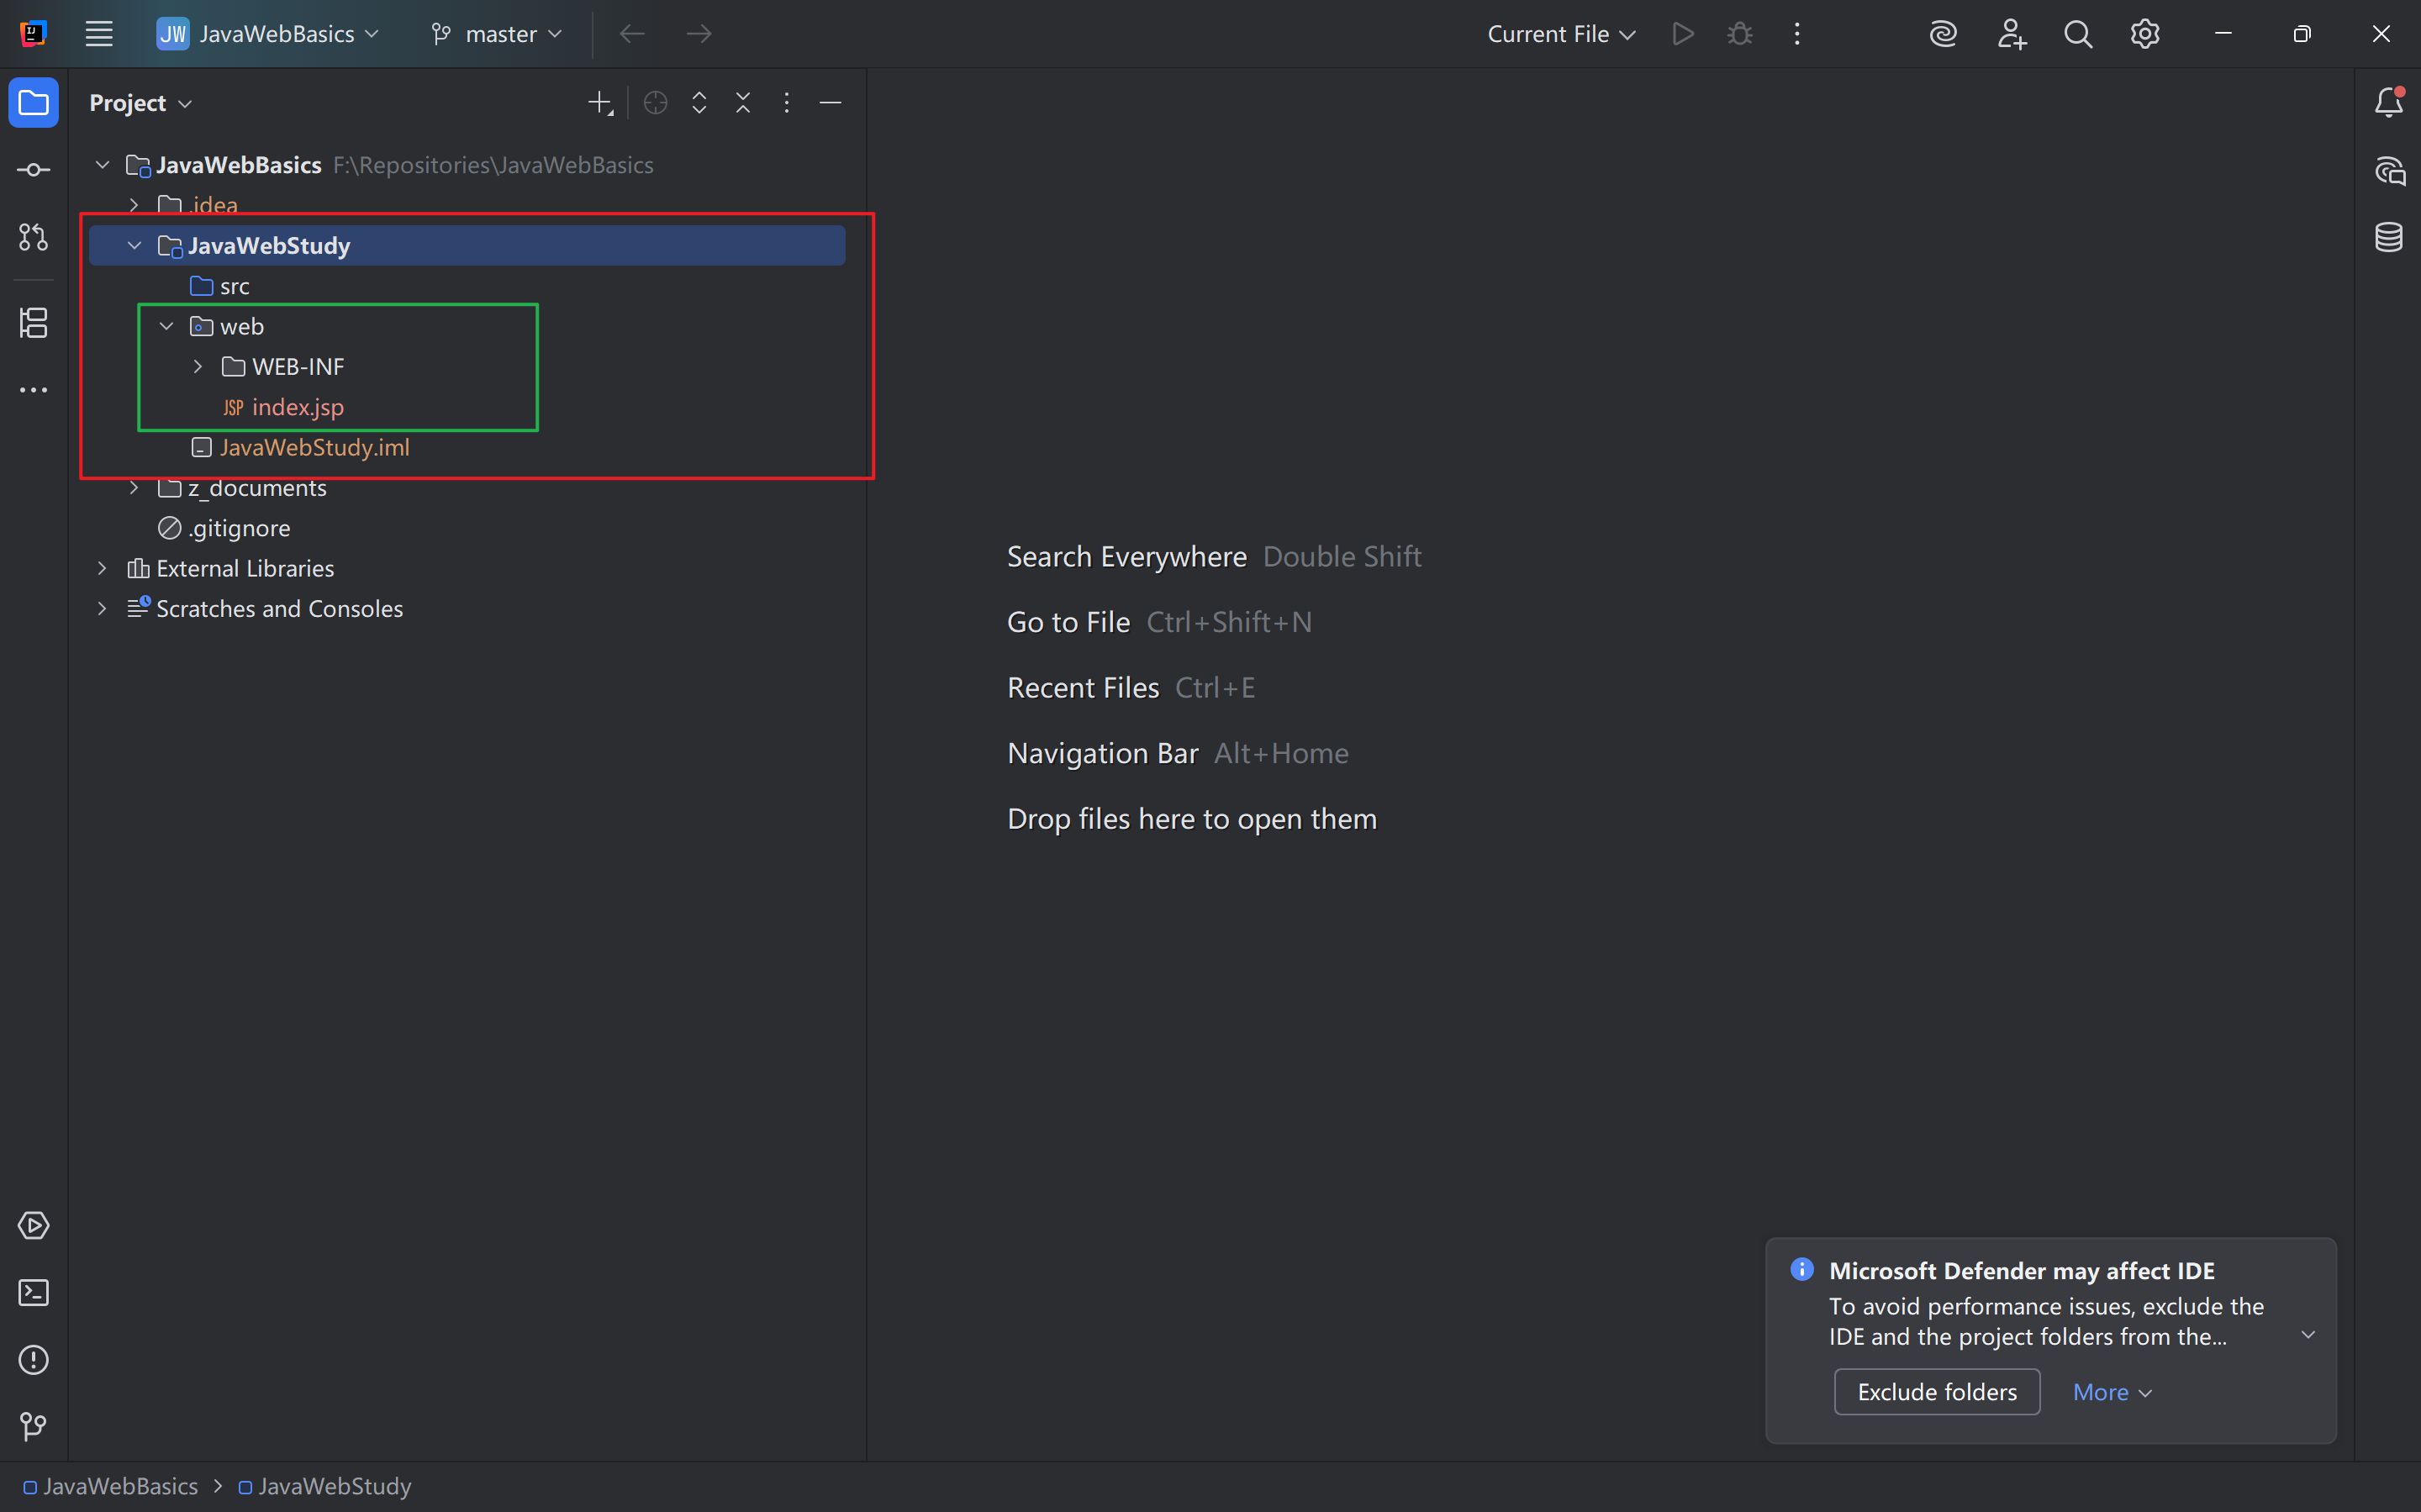 JW JavaWebBasics master Current File
Project
JavaWebBasics F:\Repositories\JavaWebBasics
.idea
JavaWebStudy
src
web
WEB-INF
JSP index.jsp
JavaWebStudy.iml
z_documents
.gitignore
External Libraries
Scratches and Consoles
Search Everywhere Double Shift
Go to File Ctrl+Shift+N
Recent Files Ctrl+E
Navigation Bar Alt+Home
Drop files here to open them
Microsoft Defender may affect IDE
To avoid performance issues, exclude the
IDE and the project folders from the...
Exclude folders More
JavaWebBasics > JavaWebStudy